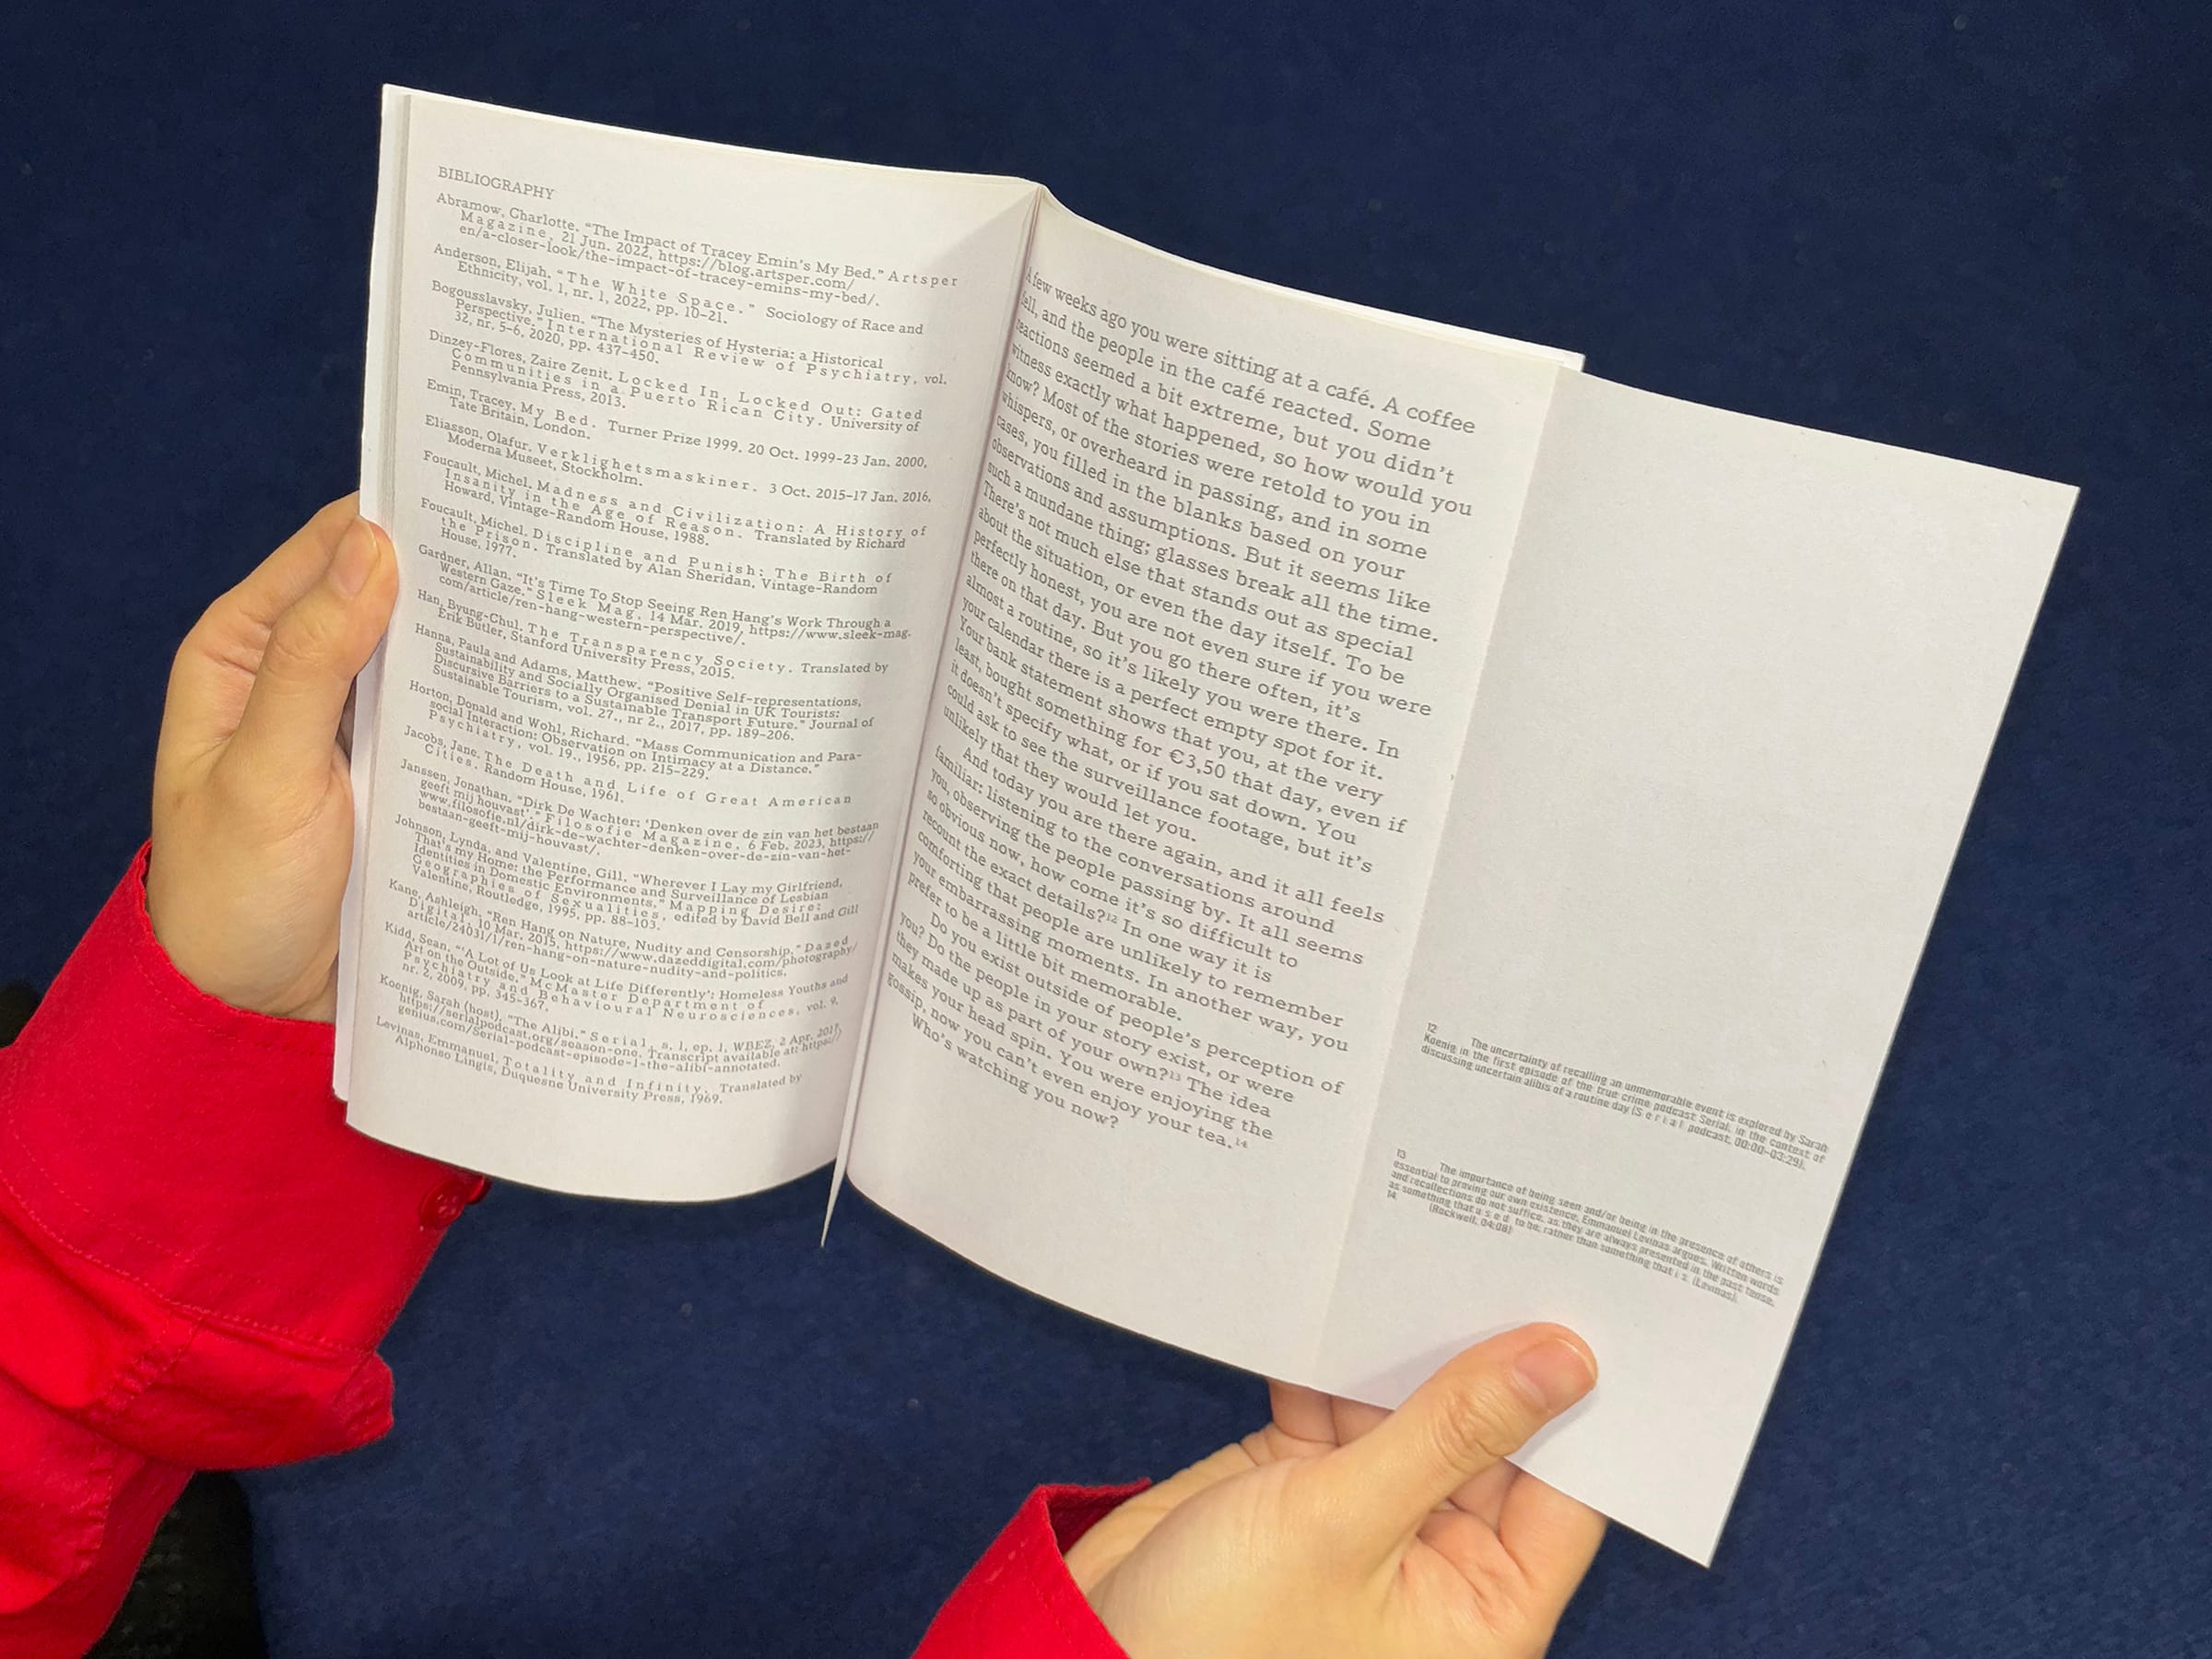 BIBLIOGRAPHY
Abramow, Charlotte. “The Impact of Tracey Emin’s My Bed.” Artsper
Magazine, 21 Jun. 2022, https://blog.artsper.com/
en/a-closer-look/the-impact-of-tracey-emins-my-bed/.
Anderson, Elijah. “The White Space.” Sociology of Race and
Ethnicity, vol. 1, nr. 1, 2022, pp. 10–21.
Bogousslavsky, Julien. “The Mysteries of Hysteria: a Historical
Perspective.” International Review of Psychiatry, vol.
32, nr. 5–6, 2020, pp. 437–450.
Dinzey-Flores, Zaire Zenit. Locked In, Locked Out: Gated
Communities in a Puerto Rican City. University of
Pennsylvania Press, 2013.
Emin, Tracey. My Bed. Turner Prize 1999. 20 Oct. 1999–23 Jan. 2000,
Tate Britain, London.
Eliasson, Olafur. Verklighetsmaskiner. 3 Oct. 2015–17 Jan. 2016,
Moderna Museet, Stockholm.
Foucault, Michel. Madness and Civilization: A History of
Insanity in the Age of Reason. Translated by Richard
Howard, Vintage-Random House, 1988.
Foucault, Michel. Discipline and Punish: The Birth of
the Prison. Translated by Alan Sheridan, Vintage-Random
House, 1977.
Gardner, Allan. “It’s Time To Stop Seeing Ren Hang’s Work Through a
Western Gaze.” Sleek Mag, 14 Mar. 2019, https://www.sleek-mag.
com/article/ren-hang-western-perspective/.
Han, Byung-Chul. The Transparency Society. Translated by
Erik Butler, Stanford University Press, 2015.
Hanna, Paula and Adams, Matthew. “Positive Self-representations,
Sustainability and Socially Organised Denial in UK Tourists:
Discursive Barriers to a Sustainable Transport Future.” Journal of
Sustainable Tourism, vol. 27., nr 2., 2017, pp. 189–206.
Horton, Donald and Wohl, Richard. “Mass Communication and Para-
social Interaction: Observation on Intimacy at a Distance.”
Psychiatry, vol. 19., 1956, pp. 215–229.
Jacobs, Jane. The Death and Life of Great American
Cities. Random House, 1961.
Janssen, Jonathan. “Dirk De Wachter: ‘Denken over de zin van het bestaan
geeft mij houvast’.” Filosofie Magazine, 6 Feb. 2023, https://
www.filosofie.nl/dirk-de-wachter-denken-over-de-zin-van-het-
bestaan-geeft-mij-houvast/.
Johnson, Lynda, and Valentine, Gill. “Wherever I Lay my Girlfriend,
That’s my Home: the Performance and Surveillance of Lesbian
Identities in Domestic Environments.” Mapping Desire:
Geographies of Sexualities, edited by David Bell and Gill
Valentine, Routledge, 1995, pp. 88–103.
Kane, Ashleigh. “Ren Hang on Nature, Nudity and Censorship.” Dazed
Digital, 10 Mar. 2015, https://www.dazeddigital.com/photography/
article/24031/1/ren-hang-on-nature-nudity-and-politics.
Kidd, Sean. “‘A Lot of Us Look at Life Differently’: Homeless Youths and
Art on the Outside.” McMaster Department of
Psychiatry and Behavioural Neurosciences, vol. 9,
nr. 2, 2009, pp. 345–367.
Koenig, Sarah (host). “The Alibi.” Serial, s. 1, ep. 1, WBEZ, 2 Apr. 2017,
https://serialpodcast.org/season-one. Transcript available at: https://
genius.com/Serial-podcast-episode-1-the-alibi-annotated.
Levinas, Emmanuel. Totality and Infinity. Translated by
Alphonso Lingis, Duquesne University Press, 1969.
A few weeks ago you were sitting at a café. A coffee
fell, and the people in the café reacted. Some
reactions seemed a bit extreme, but you didn’t
witness exactly what happened, so how would you
know? Most of the stories were retold to you in
whispers, or overheard in passing, and in some
cases, you filled in the blanks based on your
observations and assumptions. But it seems like
such a mundane thing; glasses break all the time.
There’s not much else that stands out as special
about the situation, or even the day itself. To be
perfectly honest, you are not even sure if you were
there on that day. But you go there often, it’s
almost a routine, so it’s likely you were there. In
your calendar there is a perfect empty spot for it.
Your bank statement shows that you, at the very
least, bought something for €3,50 that day, even if
it doesn’t specify what, or if you sat down. You
could ask to see the surveillance footage, but it’s
unlikely that they would let you.
And today you are there again, and it all feels
familiar: listening to the conversations around
you, observing the people passing by. It all seems
so obvious now, how come it’s so difficult to
recount the exact details?12 In one way it is
comforting that people are unlikely to remember
your embarrassing moments. In another way, you
prefer to be a little bit memorable.
Do you exist outside of people’s perception of
you? Do the people in your story exist, or were
they made up as part of your own?13 The idea
makes your head spin. You were enjoying the
gossip, now you can’t even enjoy your tea.14
Who’s watching you now?
12
The uncertainty of recalling an unmemorable event is explored by Sarah
Koenig in the first episode of the true crime podcast Serial, in the context of
discussing uncertain alibis of a routine day (Serial podcast, 00:00–03:29).
13
The importance of being seen and/or being in the presence of others is
essential to proving our own existence, Emmanuel Levinas argues. Written words
and recollections do not suffice, as they are always presented in the past tense,
as something that a s e d to be, rather than something that i s (Levinas).
14
(Rockwell, 04:08)